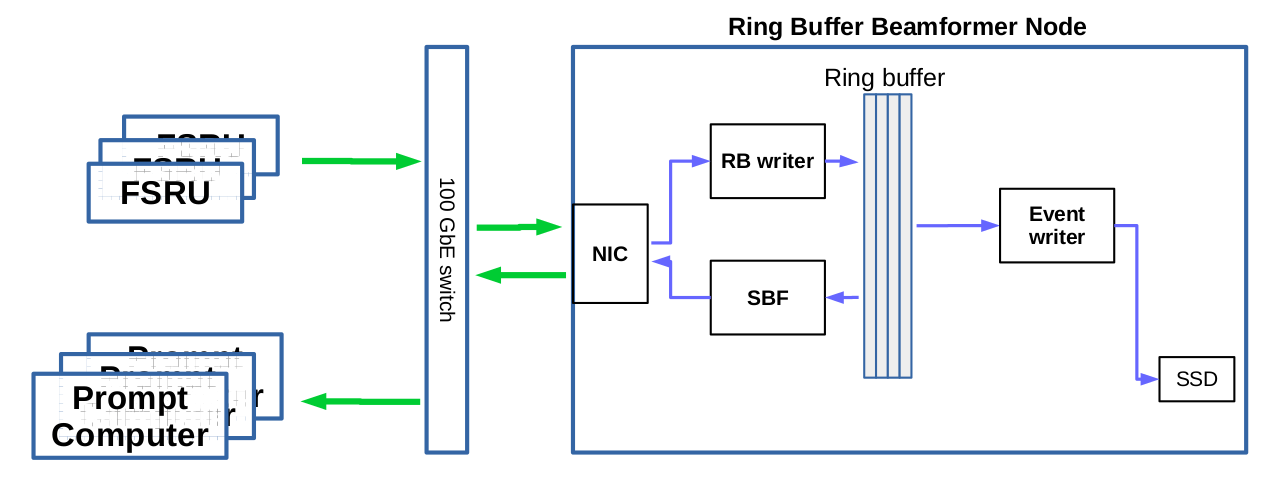 Ring Buffer Beamformer Node
Ring buffer
FSRU
FSRU
FSRU
100 GbE switch
RB writer
NIC
SBF
Event
writer
SSD
Prompt
Prompt
Prompt
Computer